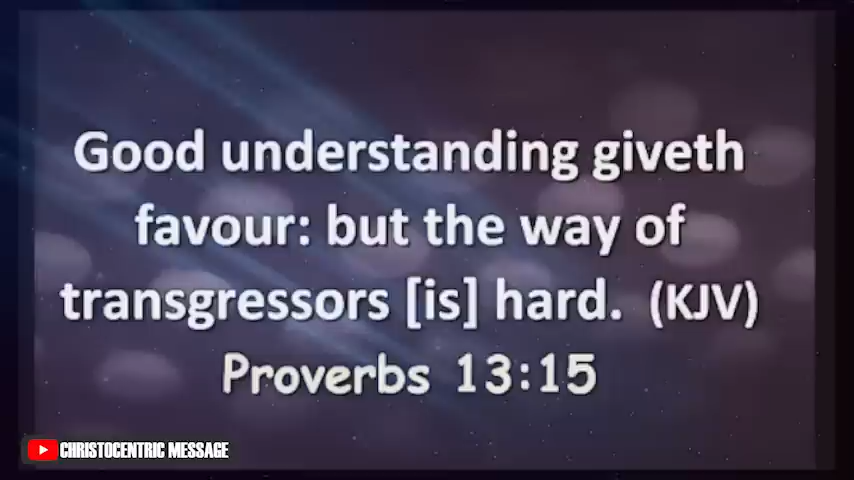 Good understanding giveth
favour: but the way of
transgressors [is] hard. (KJV)
Proverbs 13:15
CHRISTOCENTRIC MESSAGE